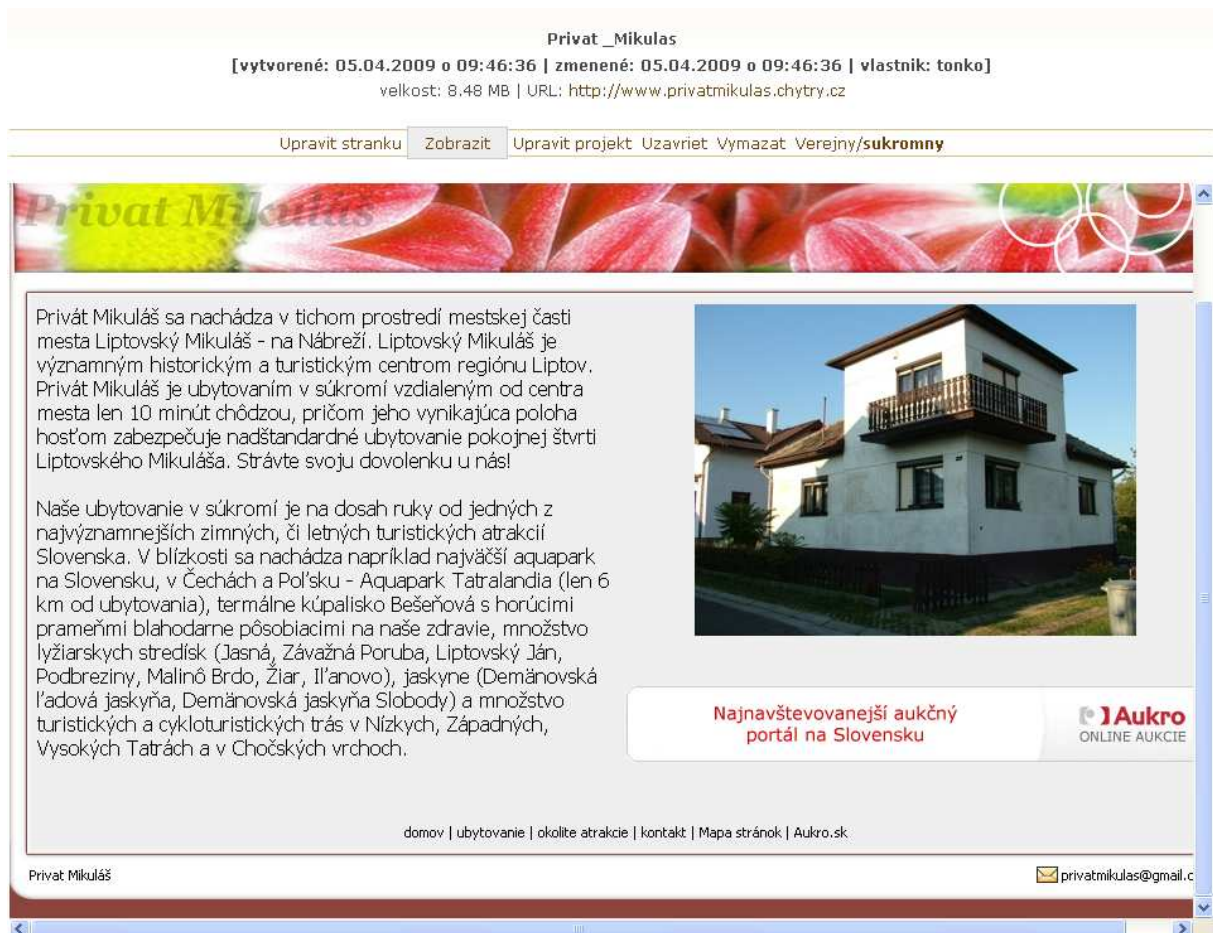 Privat _Mikulas
[vytvorené: 05.04.2009 o 09:46:36 | zmenené: 05.04.2009 o 09:46:36 | vlastnik: tonko]
velkost: 8.48 MB | URL: http://www.privatmikulas.chytry.cz
Upravit stranku Zobrazit Upravit projekt Uzavriet Vymazat Verejny/sukromny
Privat Mikuláš
Privát Mikuláš sa nachádza v tichom prostredí mestskej časti
mesta Liptovský Mikuláš - na Nábreží. Liptovský Mikuláš je
významným historickým a turistickým centrom regiónu Liptov.
Privát Mikuláš je ubytovaním v súkromí vzdialeným od centra
mesta len 10 minút chôdzou, pričom jeho vynikajúca poloha
hosťom zabezpečuje nadštandardné ubytovanie pokojnej štvrti
Liptovského Mikuláša. Strávte svoju dovolenku u nás!
Naše ubytovanie v súkromí je na dosah ruky od jedných z
najvýznamnejších zimných, či letných turistických atrakcií
Slovenska. V blízkosti sa nachádza napríklad najväčší aquapark
na Slovensku, v Čechách a Poľsku - Aquapark Tatralandia (len 6
km od ubytovania), termálne kúpalisko Bešeňová s horúcimi
prameňmi blahodarne pôsobiacimi na naše zdravie, množstvo
lyžiarskych stredísk (Jasná, Závažná Poruba, Liptovský Ján,
Podbreziny, Malinô Brdo, Žiar, Iľanovo), jaskyne (Demänovská
ľadová jaskyňa, Demänovská jaskyňa Slobody) a množstvo
turistických a cykloturistických trás v Nízkych, Západných,
Vysokých Tatrách a v Chočských vrchoch.
Najnavštevovanejší aukčný
portál na Slovensku
Aukro
ONLINE AUKCIE
domov | ubytovanie | okolite atrakcie | kontakt | Mapa stránok | Aukro.sk
Privat Mikuláš
privatmikulas@gmail.c